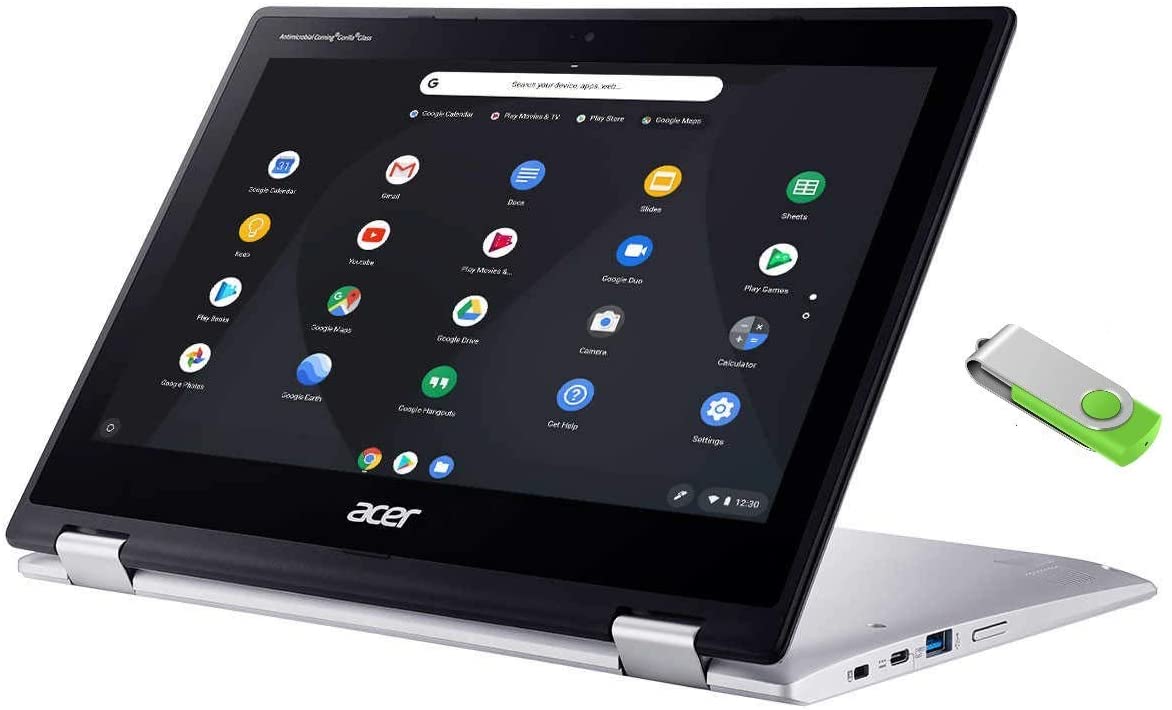 Antimicrobial Corning® Gorilla® Glass
G Search your device, apps, web...
Google Calendar Play Movies & TV Play Store Google Maps
31
Google Calendar Gmail Docs Slides Sheets
Keep Youtube Play Movies &... Google Duo Play Games
Play Books Google Maps Google Drive Camera Calculator
Google Photos Google Earth Google Hangouts Get Help Settings
12:30
acer